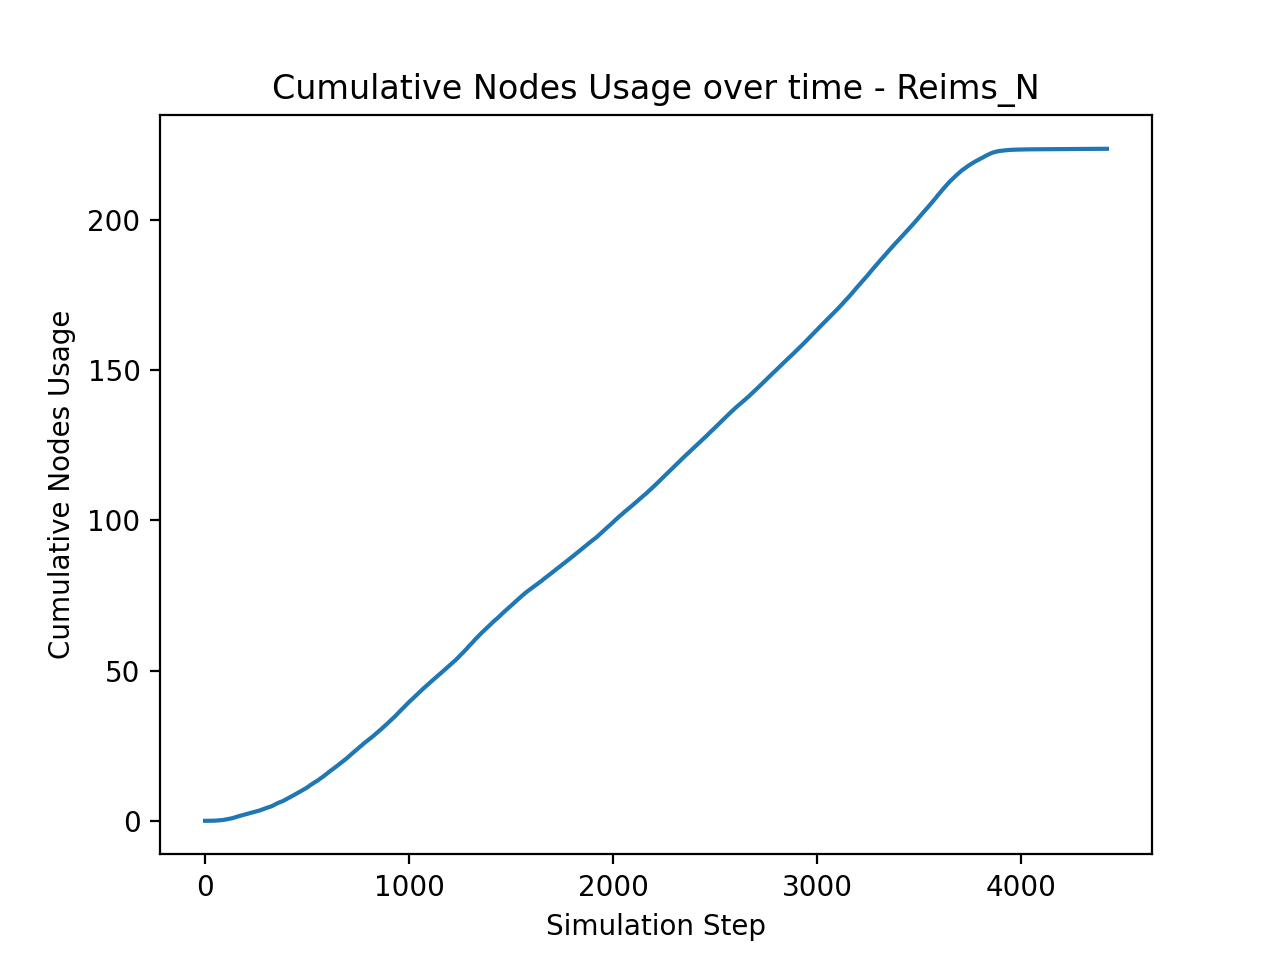 Cumulative Nodes Usage over time - Reims_N
Cumulative Nodes Usage
200
150
100
50
0
0 1000 2000 3000 4000
Simulation Step